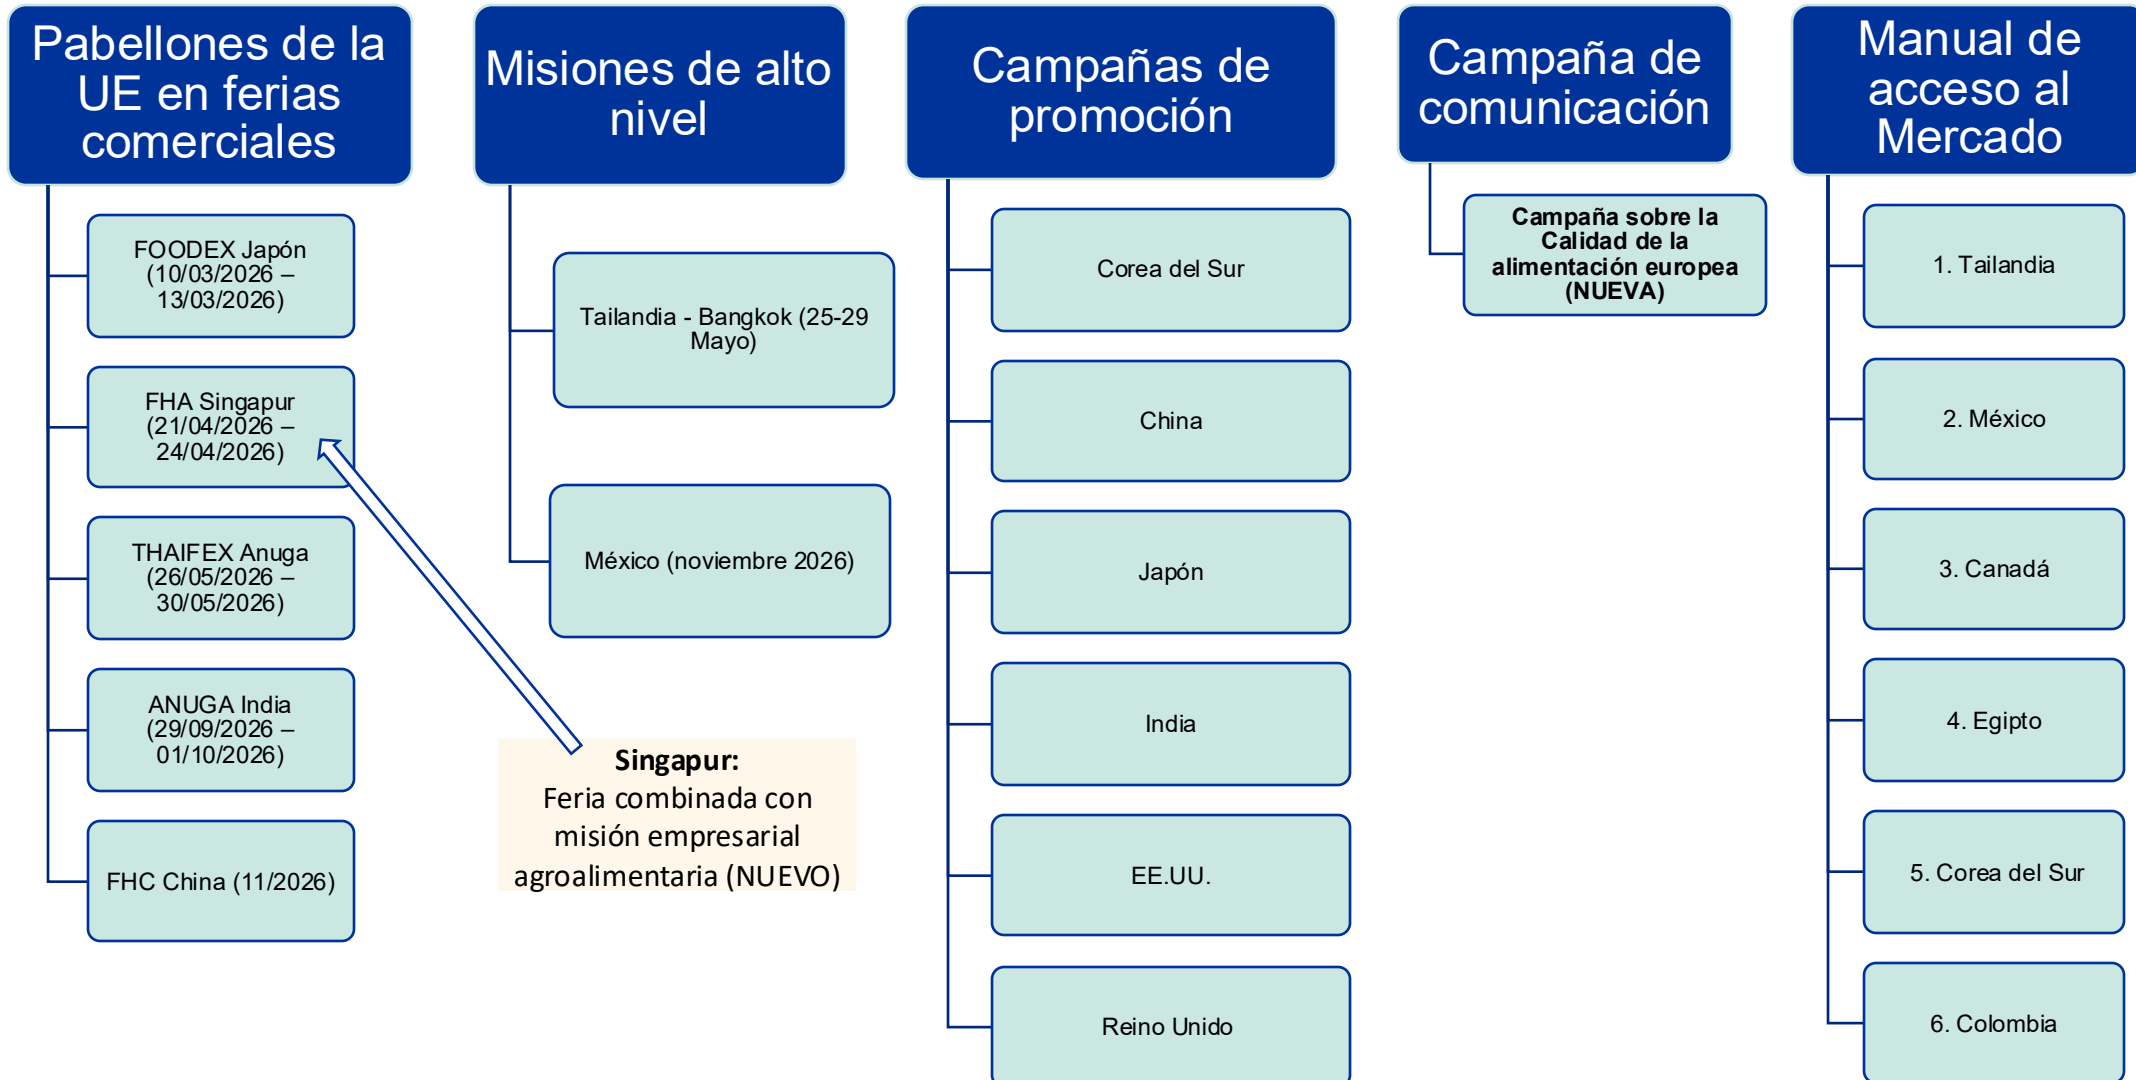 Pabellones de la
UE en ferias
comerciales
FOODEX Japón
(10/03/2026 –
13/03/2026)
FHA Singapur
(21/04/2026 –
24/04/2026)
THAIFEX Anuga
(26/05/2026 –
30/05/2026)
ANUGA India
(29/09/2026 –
01/10/2026)
FHC China (11/2026)
Misiones de alto
nivel
Tailandia - Bangkok (25-29
Mayo)
México (noviembre 2026)
Singapur:
Feria combinada con
misión empresarial
agroalimentaria (NUEVO)
Campañas de
promoción
Corea del Sur
China
Japón
India
EE.UU.
Reino Unido
Campaña de
comunicación
Campaña sobre la
Calidad de la
alimentación europea
(NUEVA)
Manual de
acceso al
Mercado
1. Tailandia
2. México
3. Canadá
4. Egipto
5. Corea del Sur
6. Colombia